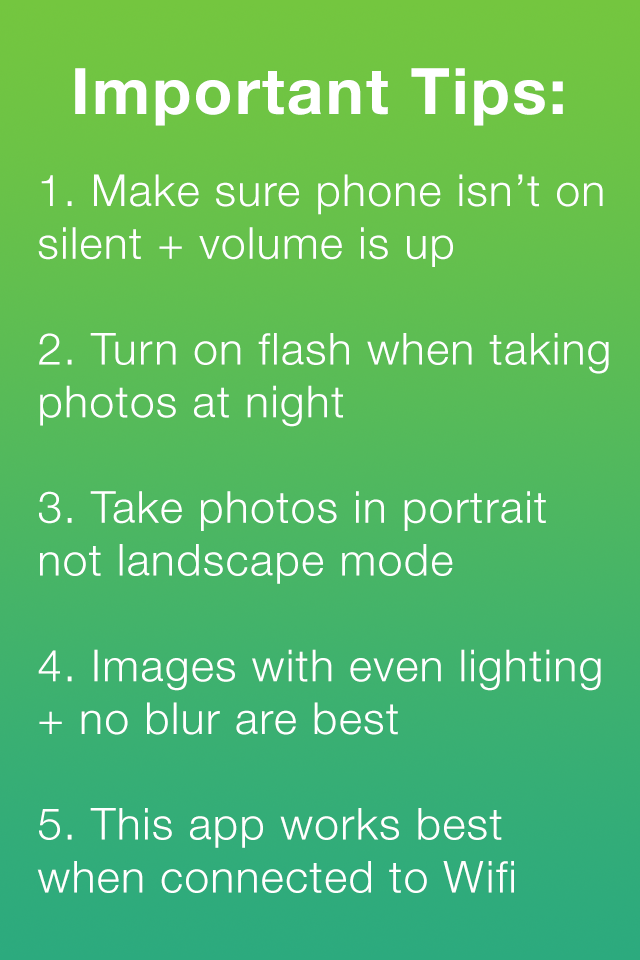 Important Tips:
1. Make sure phone isn’t on
silent + volume is up
2. Turn on flash when taking
photos at night
3. Take photos in portrait
not landscape mode
4. Images with even lighting
+ no blur are best
5. This app works best
when connected to Wifi